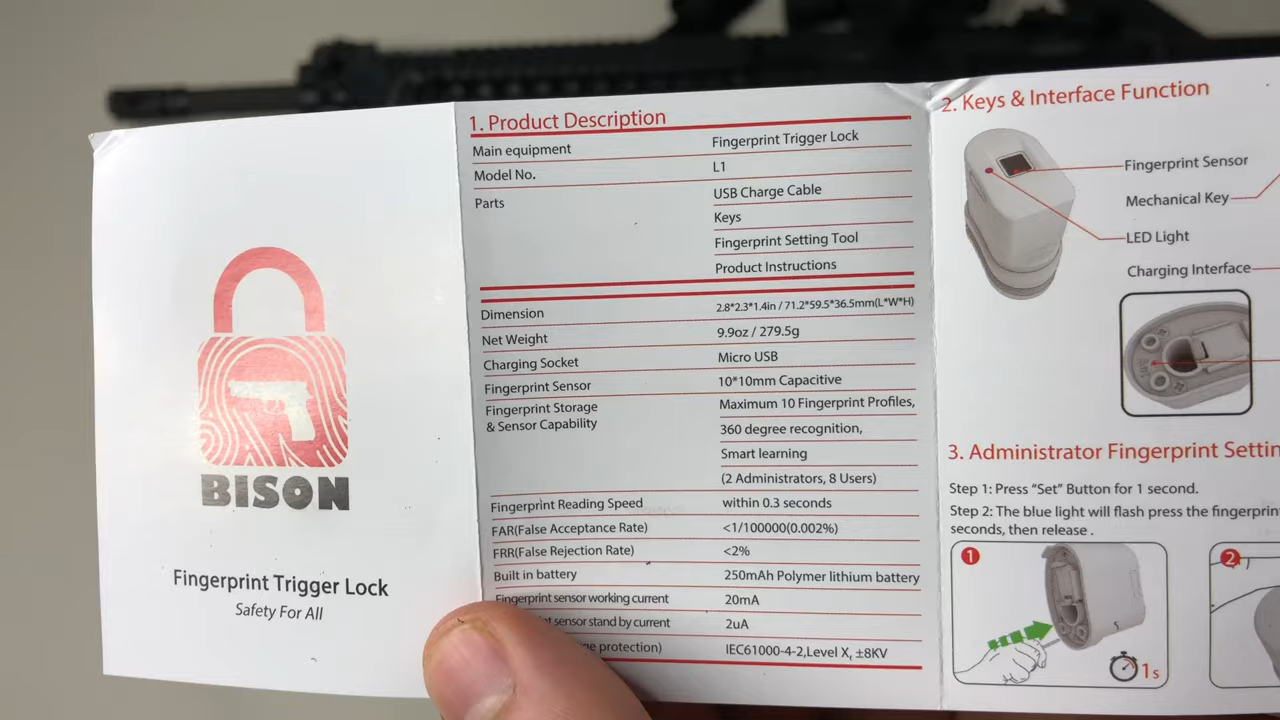 BISON
Fingerprint Trigger Lock
Safety For All
1. Product Description
Main equipment Fingerprint Trigger Lock
Model No. L1
Parts USB Charge Cable
Keys
Fingerprint Setting Tool
Product Instructions
Dimension 2.8*2.3*1.4in / 71.2*59.5*36.5mm(L*W*H)
Net Weight 9.9oz / 279.5g
Charging Socket Micro USB
Fingerprint Sensor 10*10mm Capacitive
Fingerprint Storage Maximum 10 Fingerprint Profiles,
& Sensor Capability 360 degree recognition,
Smart learning
(2 Administrators, 8 Users)
Fingerprint Reading Speed within 0.3 seconds
FAR(False Acceptance Rate) <1/100000(0.002%)
FRR(False Rejection Rate) <2%
Built in battery 250mAh Polymer lithium battery
Fingerprint sensor working current 20mA
sensor stand by current 2uA
protection) IEC61000-4-2,Level X, ±8KV
2. Keys & Interface Function
Fingerprint Sensor
Mechanical Key
LED Light
Charging Interface
3. Administrator Fingerprint
Step 1: Press "Set" Button for 1 second.
Step 2: The blue light will flash press the fingerprint
seconds, then release .
1
2
1s